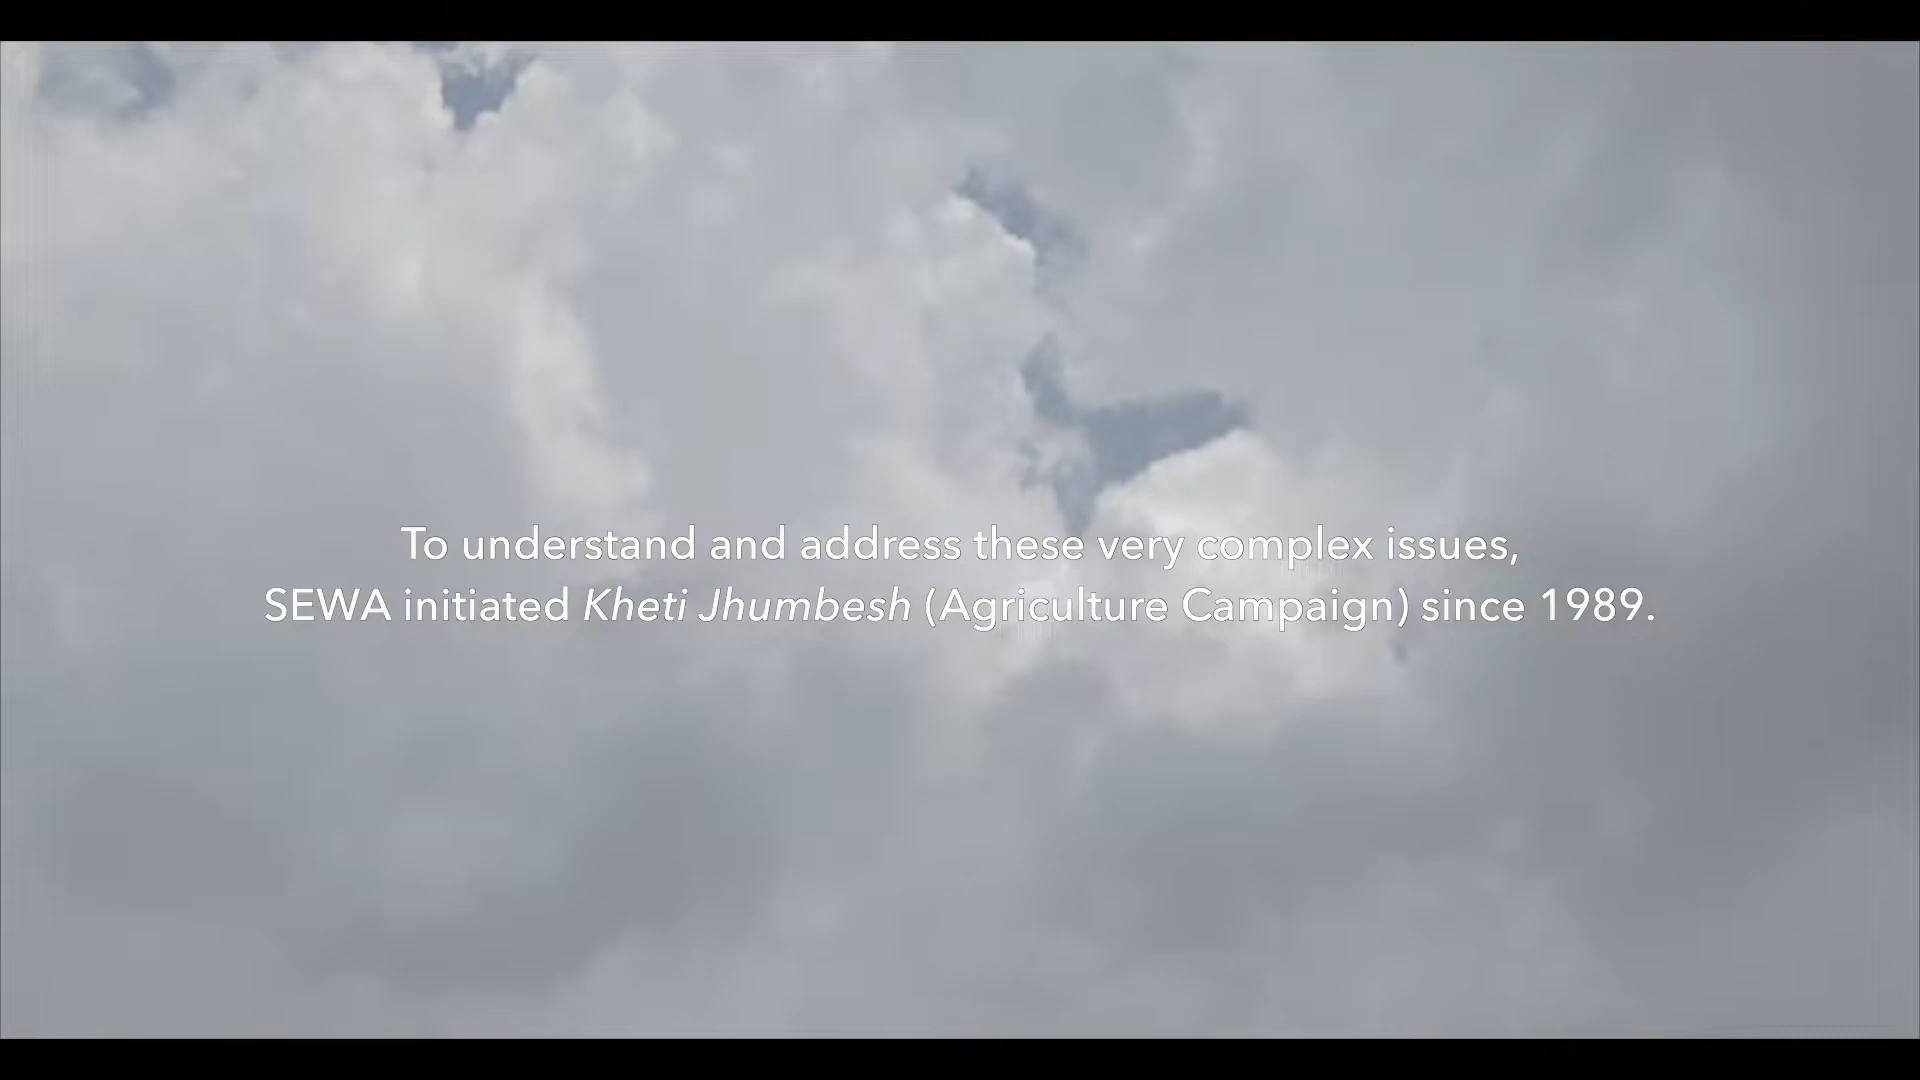 To understand and address these very complex issues,
SEWA initiated Kheti Jhumbesh (Agriculture Campaign) since 1989.